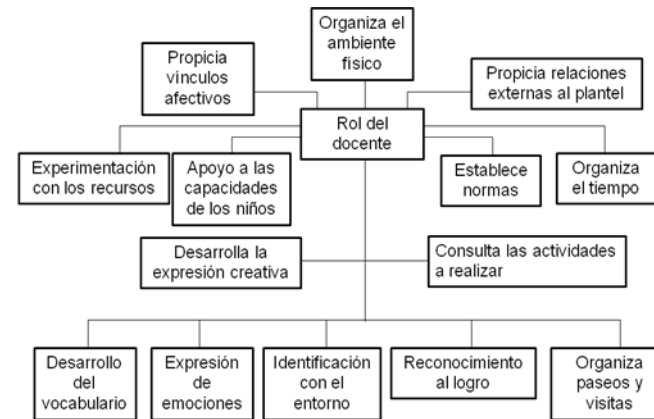 Organiza el
ambiente
físico
Propicia
vínculos
afectivos
Propicia relaciones
externas al plantel
Rol del
docente
Experimentación
con los recursos
Apoyo a las
capacidades
de los niños
Establece
normas
Organiza
el tiempo
Desarrolla la
expresión creativa
Consulta las actividades
a realizar
Desarrollo
del
vocabulario
Expresión
de
emociones
Identificación
con el
entorno
Reconocimiento
al logro
Organiza
paseos y
visitas